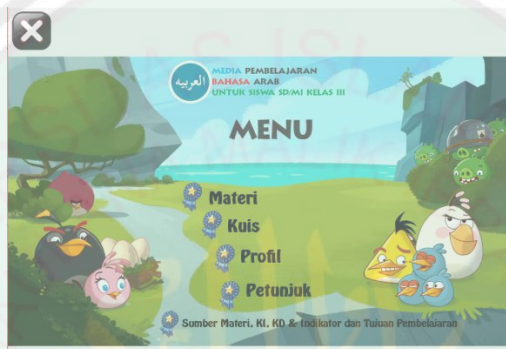 العربيه
MEDIA PEMBELAJARAN
BAHASA ARAB
UNTUK SISWA SD/MI KELAS III
MENU
Materi
Kuis
Profil
Petunjuk
Sumber Materi, KI, KD & Indikator dan Tujuan Pembelajaran